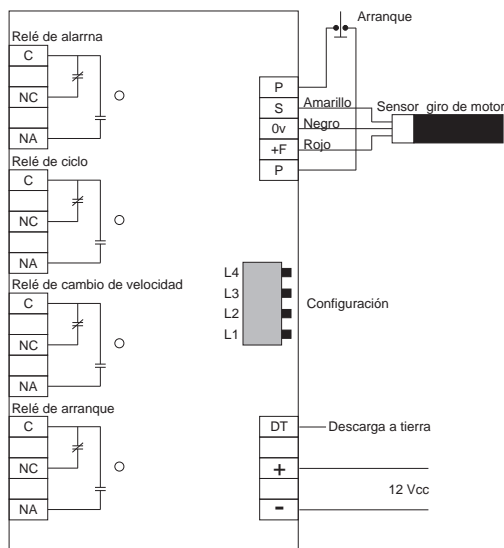 Arranque
Relé de alarrna
C
NC
NA
P
S
0v
+F
P
Amarillo
Negro
Rojo
Sensor giro de motor
Relé de ciclo
C
NC
NA
L4
L3
L2
L1
Configuración
Relé de cambio de velocidad
C
NC
NA
Relé de arranque
C
NC
NA
DT
+
-
Descarga a tierra
12 Vcc